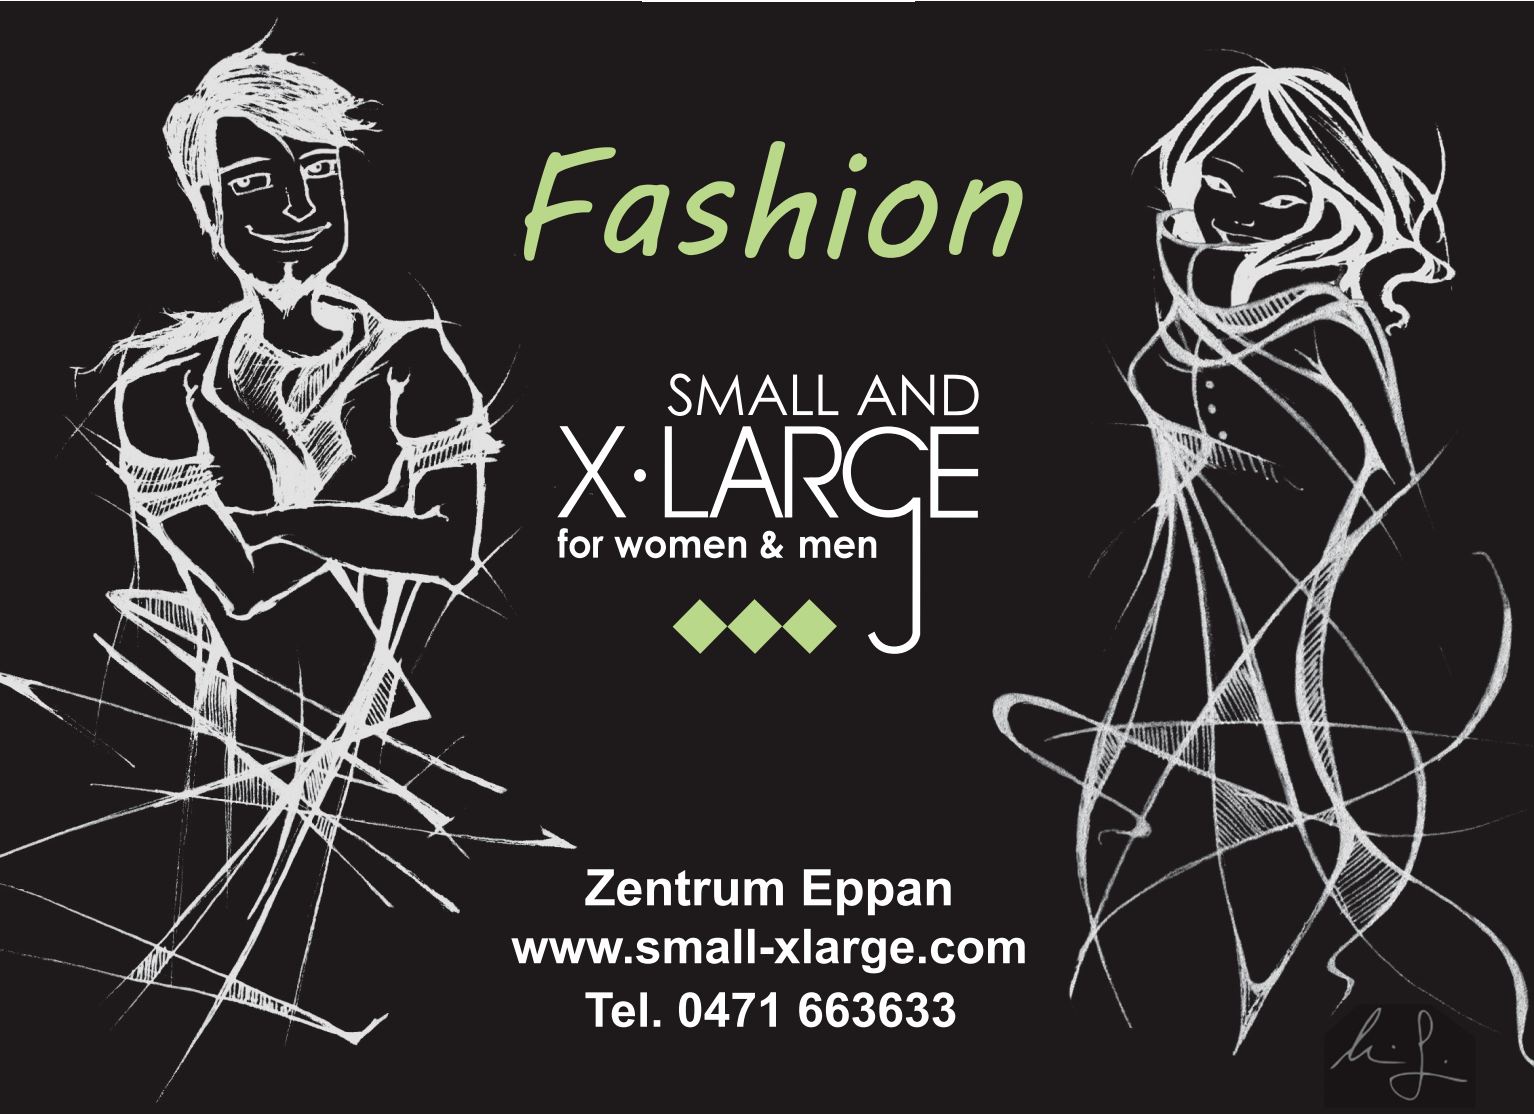 Fashion
SMALL AND
X·LARGE
for women & men
Zentrum Eppan
www.small-xlarge.com
Tel. 0471 663633